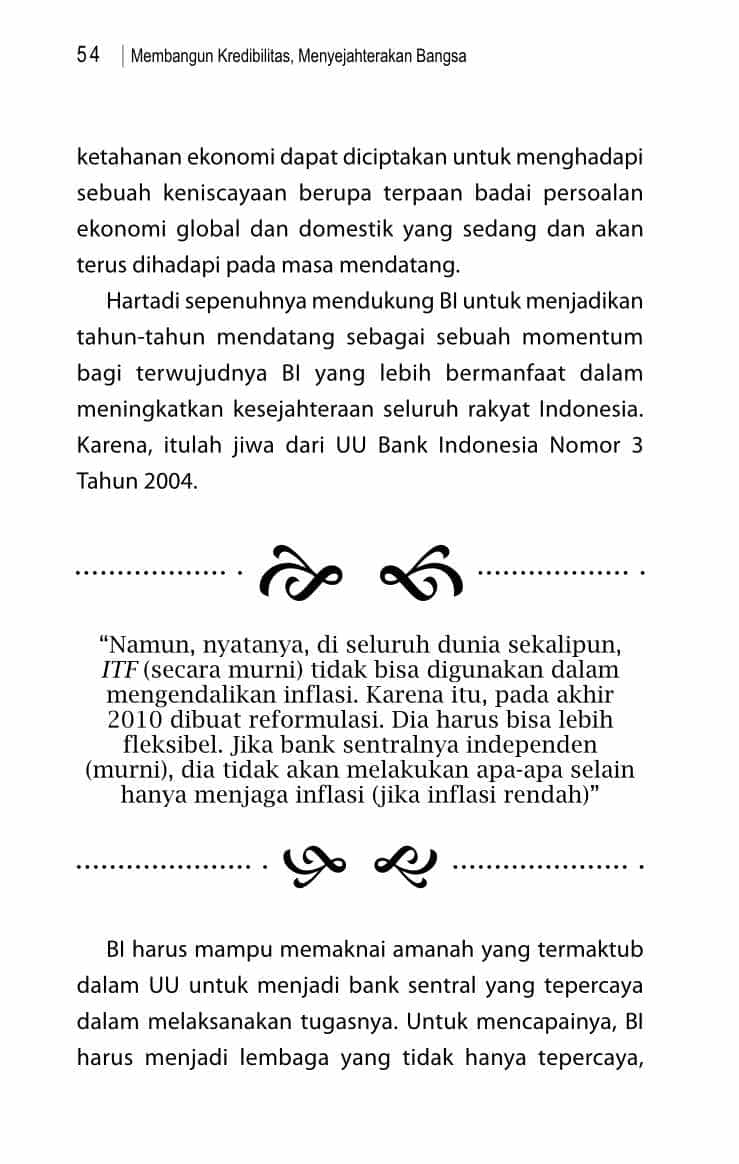 54 | Membangun Kredibilitas, Menyejahterakan Bangsa
ketahanan ekonomi dapat diciptakan untuk menghadapi
sebuah keniscayaan berupa terpaan badai persoalan
ekonomi global dan domestik yang sedang dan akan
terus dihadapi pada masa mendatang.
Hartadi sepenuhnya mendukung BI untuk menjadikan
tahun-tahun mendatang sebagai sebuah momentum
bagi terwujudnya BI yang lebih bermanfaat dalam
meningkatkan kesejahteraan seluruh rakyat Indonesia.
Karena, itulah jiwa dari UU Bank Indonesia Nomor 3
Tahun 2004.
“Namun, nyatanya, di seluruh dunia sekalipun,
ITF (secara murni) tidak bisa digunakan dalam
mengendalikan inflasi. Karena itu, pada akhir
2010 dibuat reformulasi. Dia harus bisa lebih
fleksibel. Jika bank sentralnya independen
(murni), dia tidak akan melakukan apa-apa selain
hanya menjaga inflasi (jika inflasi rendah)”
BI harus mampu memaknai amanah yang termaktub
dalam UU untuk menjadi bank sentral yang tepercaya
dalam melaksanakan tugasnya. Untuk mencapainya, BI
harus menjadi lembaga yang tidak hanya tepercaya,